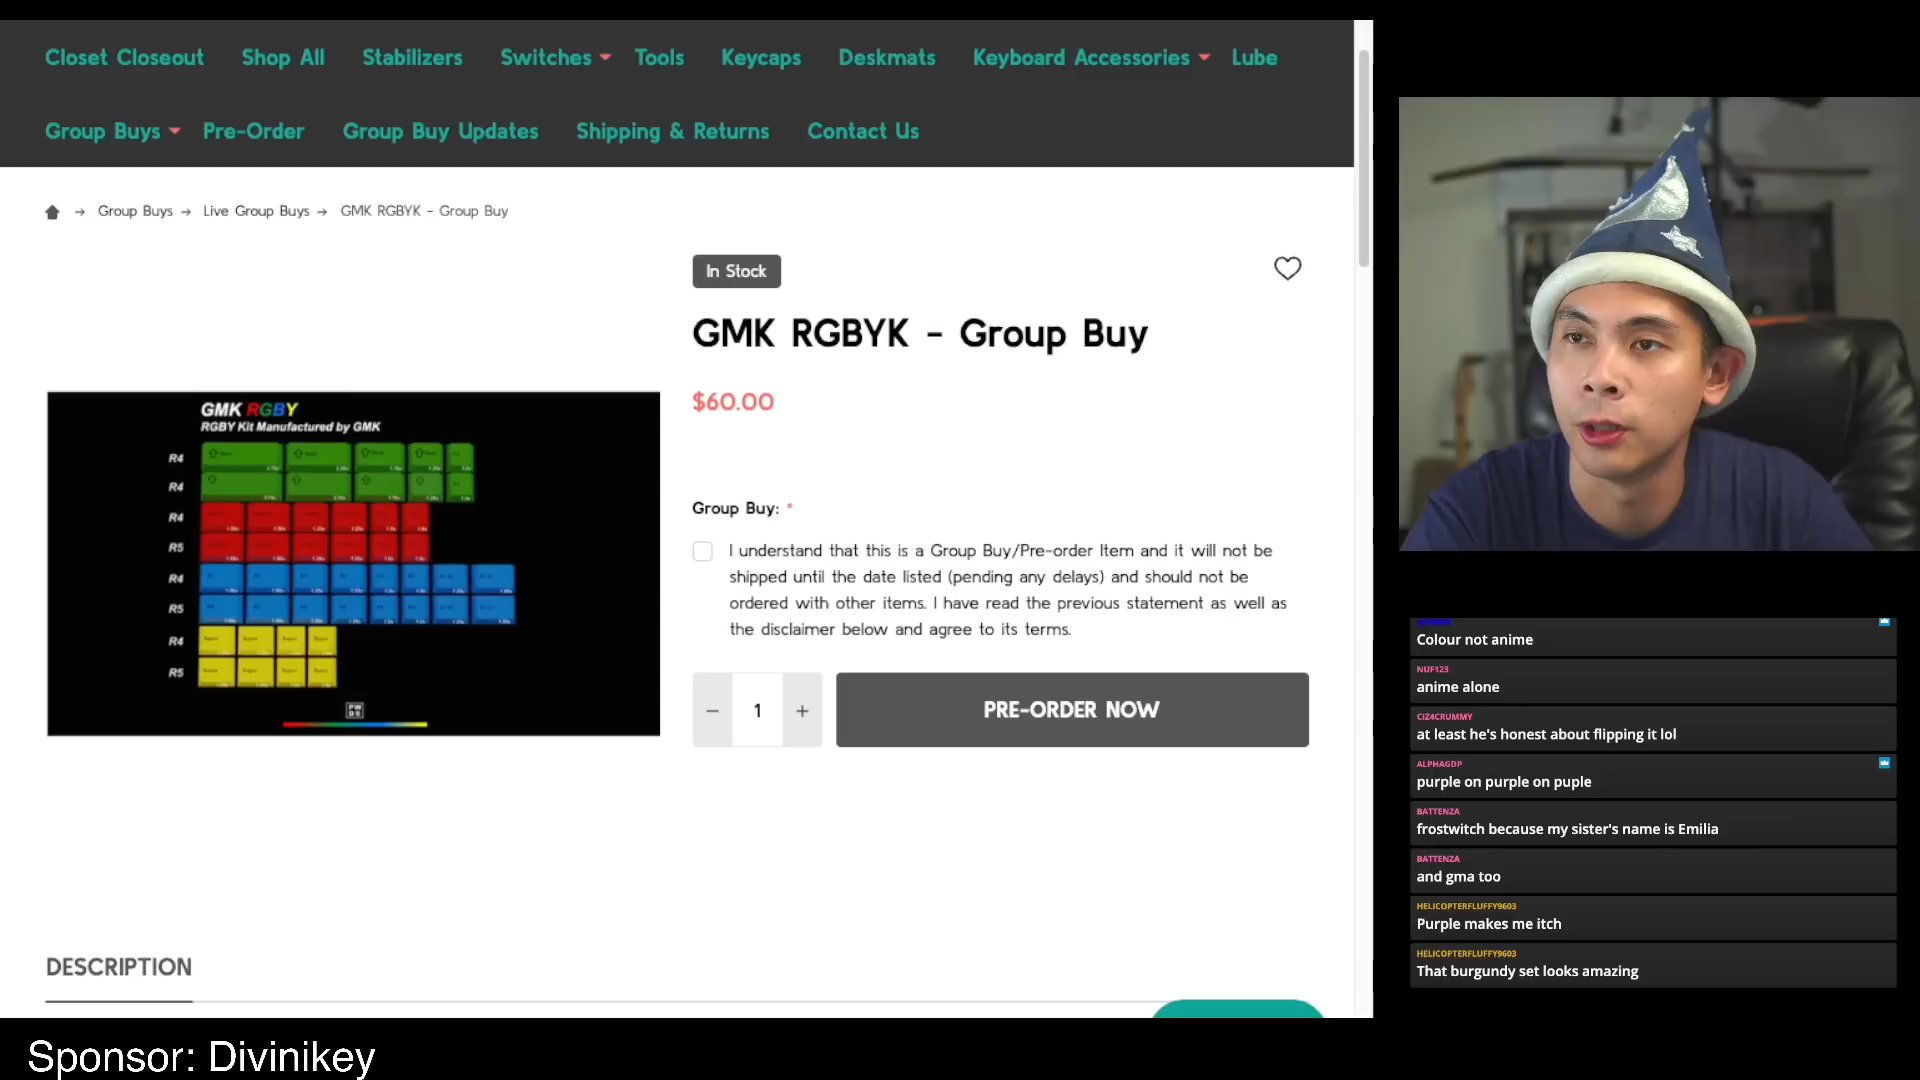 Closet Closeout Shop All Stabilizers Switches Tools Keycaps Deskmats Keyboard Accessories Lube
Group Buys Pre-Order Group Buy Updates Shipping & Returns Contact Us
Group Buys → Live Group Buys → GMK RGBYK - Group Buy
In Stock
GMK RGBYK - Group Buy
$60.00
GMK RGBY
RGBY Kit Manufactured by GMK
R4
R4
R4
R5
R4
R5
R4
R5
Group Buy: *
I understand that this is a Group Buy/Pre-order Item and it will not be
shipped until the date listed (pending any delays) and should not be
ordered with other items. I have read the previous statement as well as
the disclaimer below and agree to its terms.
− 1 + PRE-ORDER NOW
DESCRIPTION
Colour not anime
NUF123
anime alone
CIZ4CRUMMY
at least he's honest about flipping it lol
ALPHAGDP
purple on purple on puple
BATTENZA
frostwitch because my sister's name is Emilia
BATTENZA
and gma too
HELICOPTERFLUFFY9603
Purple makes me itch
HELICOPTERFLUFFY9603
That burgundy set looks amazing
Sponsor: Divinikey